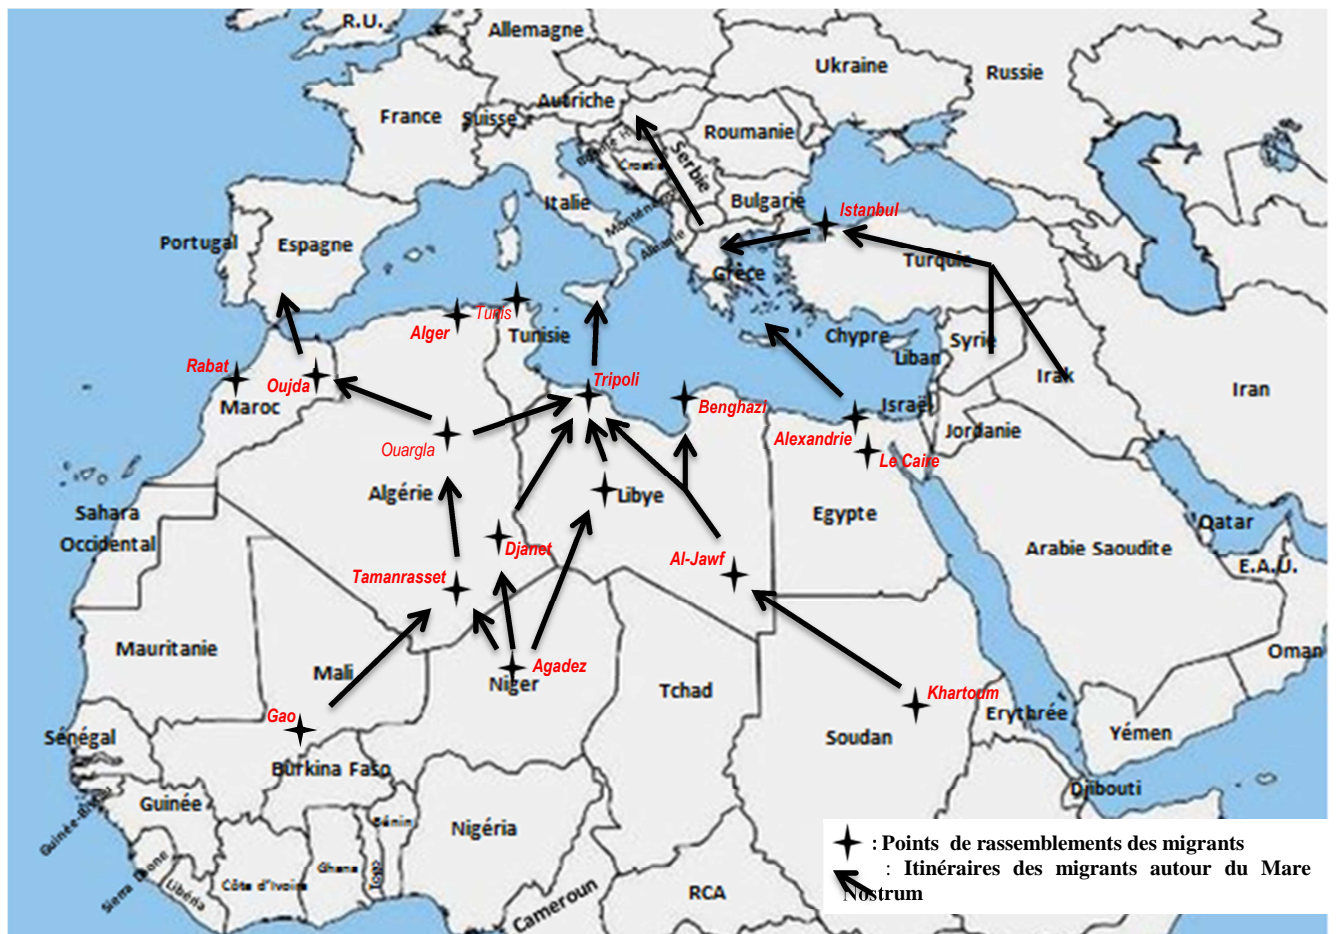 R.U.
Allemagne
Ukraine
Russie
Autriche
France
Suisse
Roumanie
Croatie
Serbie
Bulgarie
Istanbul
Italie
Monténégro
Albanie
Portugal
Espagne
Grèce
Turquie
Alger
Tunis
Tunisie
Chypre
Liban
Syrie
Irak
Iran
Rabat
Oujda
Maroc
Tripoli
Benghazi
Israël
Alexandrie
Jordanie
Le Caire
Ouargla
Algérie
Libye
Egypte
Sahara
Occidental
Qatar
Arabie Saoudite
E.A.U.
Djanet
Al-Jawf
Tamanrasset
Mauritanie
Oman
Mali
Agadez
Niger
Tchad
Khartoum
Gao
Erythrée
Sénégal
Soudan
Yémen
Burkina Faso
Djibouti
Guinée
Guinée-Bissau
Bénin
Nigéria
Ghana
Togo
Sierra Leone
Libéria
Côte d'Ivoire
Cameroun
RCA
: Points de rassemblements des migrants
: Itinéraires des migrants autour du Mare
Nostrum